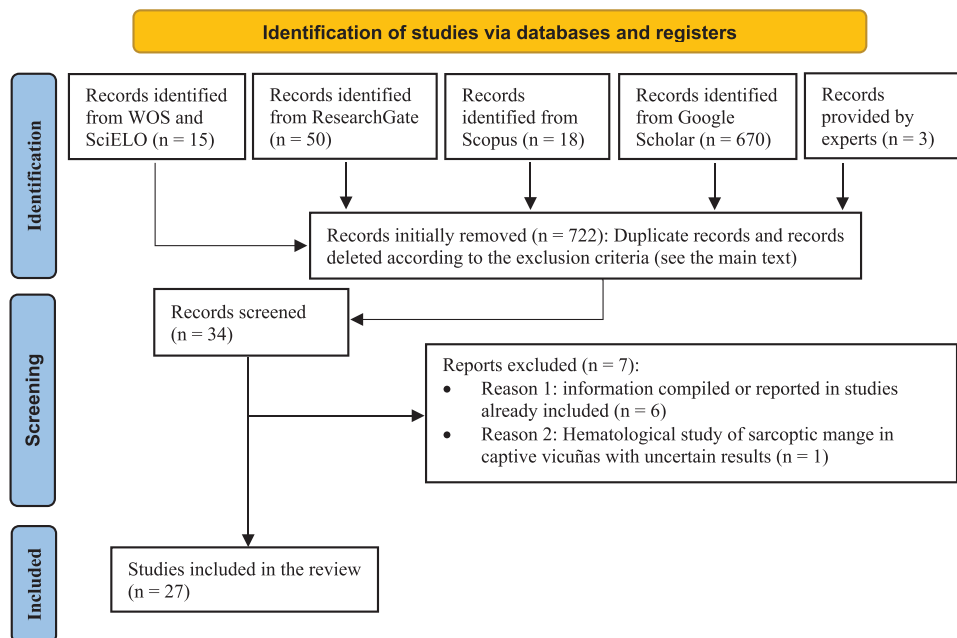 Identification of studies via databases and registers
Identification
Records identified
from WOS and
SciELO (n = 15)
Records identified
from ResearchGate
(n = 50)
Records
identified from
Scopus (n = 18)
Records identified
from Google
Scholar (n = 670)
Records
provided by
experts (n = 3)
Records initially removed (n = 722): Duplicate records and records
deleted according to the exclusion criteria (see the main text)
Screening
Records screened
(n = 34)
Reports excluded (n = 7):
• Reason 1: information compiled or reported in studies
already included (n = 6)
• Reason 2: Hematological study of sarcoptic mange in
captive vicuñas with uncertain results (n = 1)
Included
Studies included in the review
(n = 27)